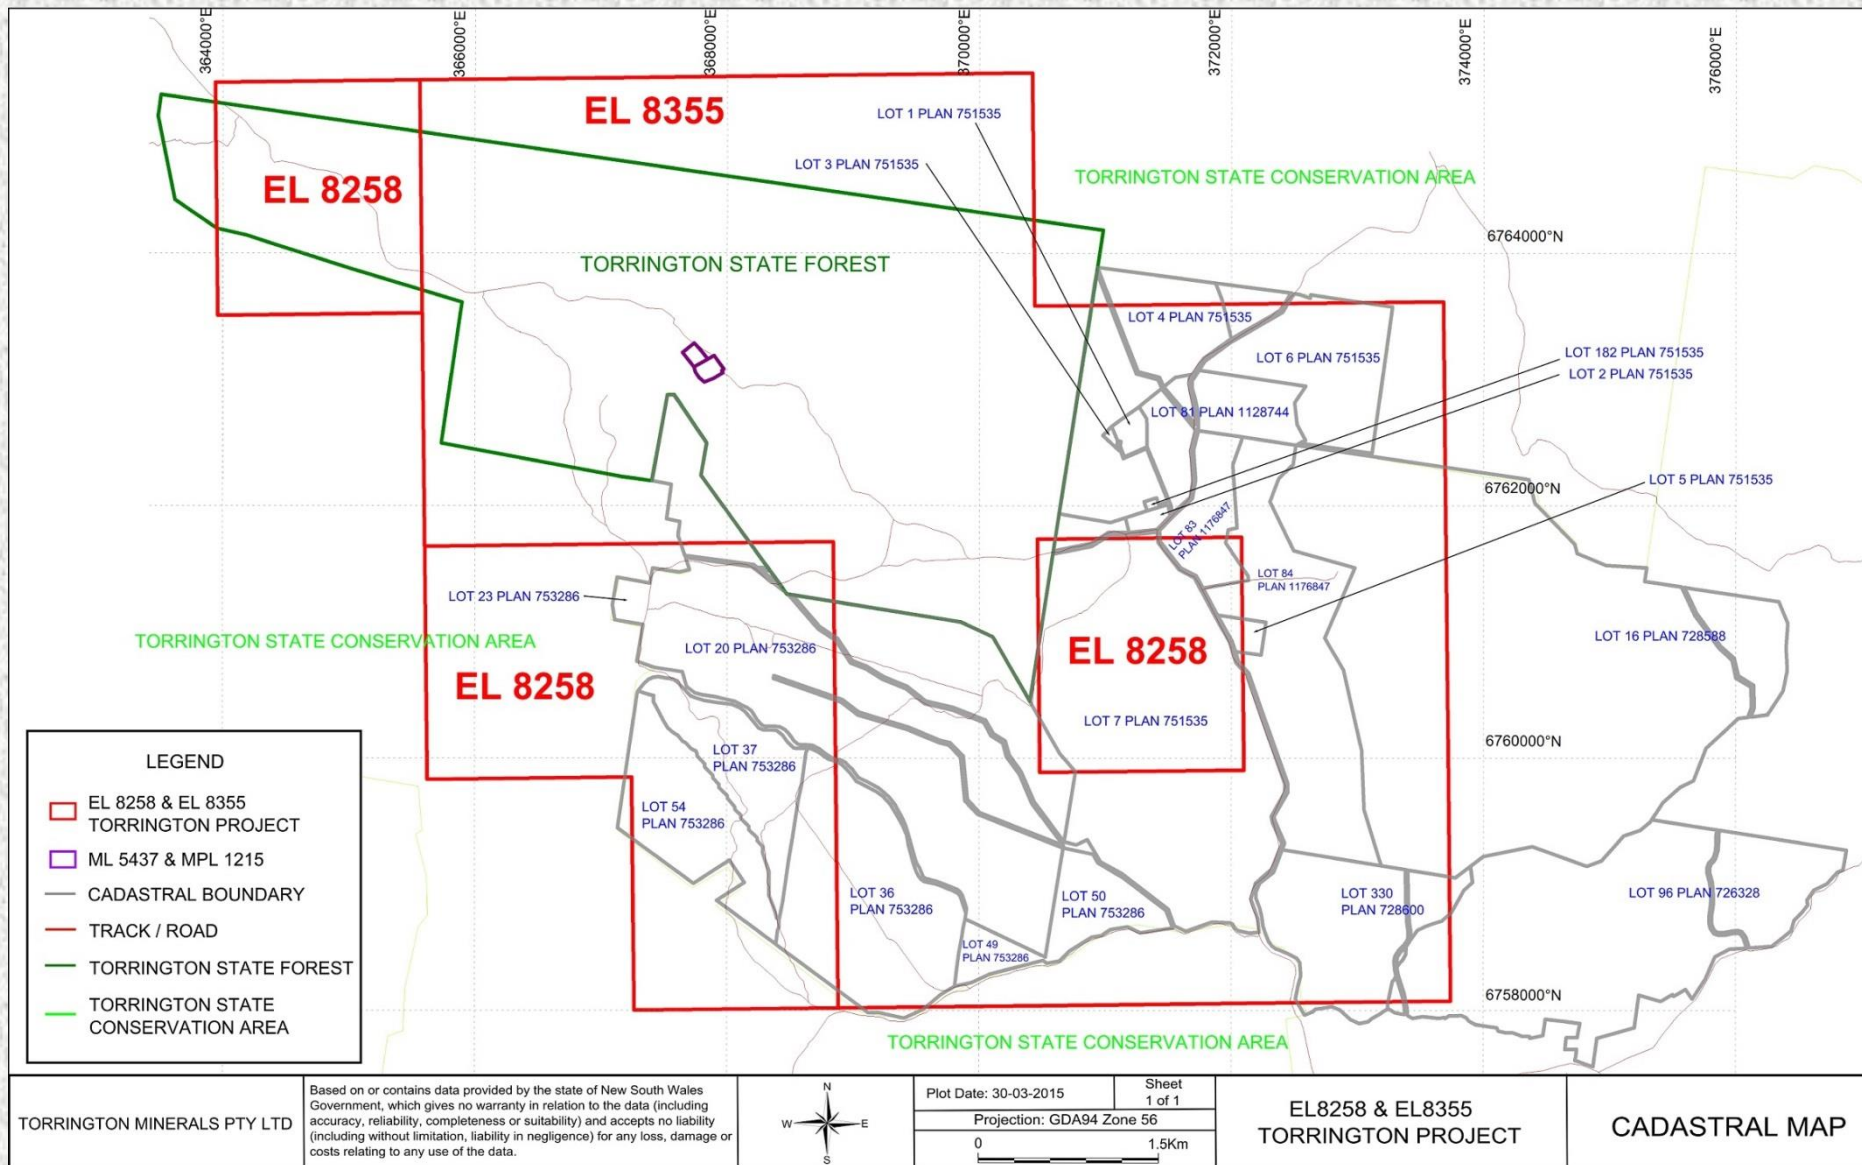 364000°E
366000°E
368000°E
370000°E
372000°E
374000°E
376000°E
EL 8355
LOT 1 PLAN 751535
LOT 3 PLAN 751535
TORRINGTON STATE CONSERVATION AREA
EL 8258
6764000°N
TORRINGTON STATE FOREST
LOT 4 PLAN 751535
LOT 6 PLAN 751535
LOT 182 PLAN 751535
LOT 2 PLAN 751535
LOT 81 PLAN 1128744
LOT 5 PLAN 751535
6762000°N
LOT 83
PLAN 1176847
LOT 84
PLAN 1176847
LOT 23 PLAN 753286
TORRINGTON STATE CONSERVATION AREA
LOT 20 PLAN 753286
EL 8258
LOT 16 PLAN 728588
EL 8258
LOT 7 PLAN 751535
6760000°N
LOT 37
PLAN 753286
LOT 54
PLAN 753286
LOT 36
PLAN 753286
LOT 50
PLAN 753286
LOT 330
PLAN 728600
LOT 96 PLAN 726328
LOT 49
PLAN 753286
6758000°N
TORRINGTON STATE CONSERVATION AREA
LEGEND
EL 8258 & EL 8355
TORRINGTON PROJECT
ML 5437 & MPL 1215
CADASTRAL BOUNDARY
TRACK / ROAD
TORRINGTON STATE FOREST
TORRINGTON STATE
CONSERVATION AREA
TORRINGTON MINERALS PTY LTD
Based on or contains data provided by the state of New South Wales
Government, which gives no warranty in relation to the data (including
accuracy, reliability, completeness or suitability) and accepts no liability
(including without limitation, liability in negligence) for any loss, damage or
costs relating to any use of the data.
N
W E
S
Plot Date: 30-03-2015
Sheet
1 of 1
Projection: GDA94 Zone 56
0 1.5Km
EL8258 & EL8355
TORRINGTON PROJECT
CADASTRAL MAP